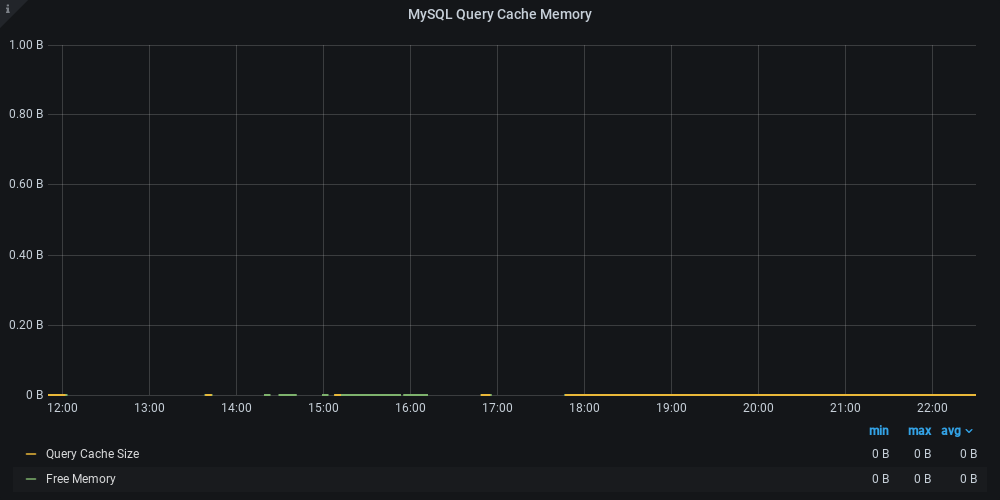 i
MySQL Query Cache Memory
1.00 B
0.80 B
0.60 B
0.40 B
0.20 B
0 B
12:00 13:00 14:00 15:00 16:00 17:00 18:00 19:00 20:00 21:00 22:00
min max avg
Query Cache Size 0 B 0 B 0 B
Free Memory 0 B 0 B 0 B